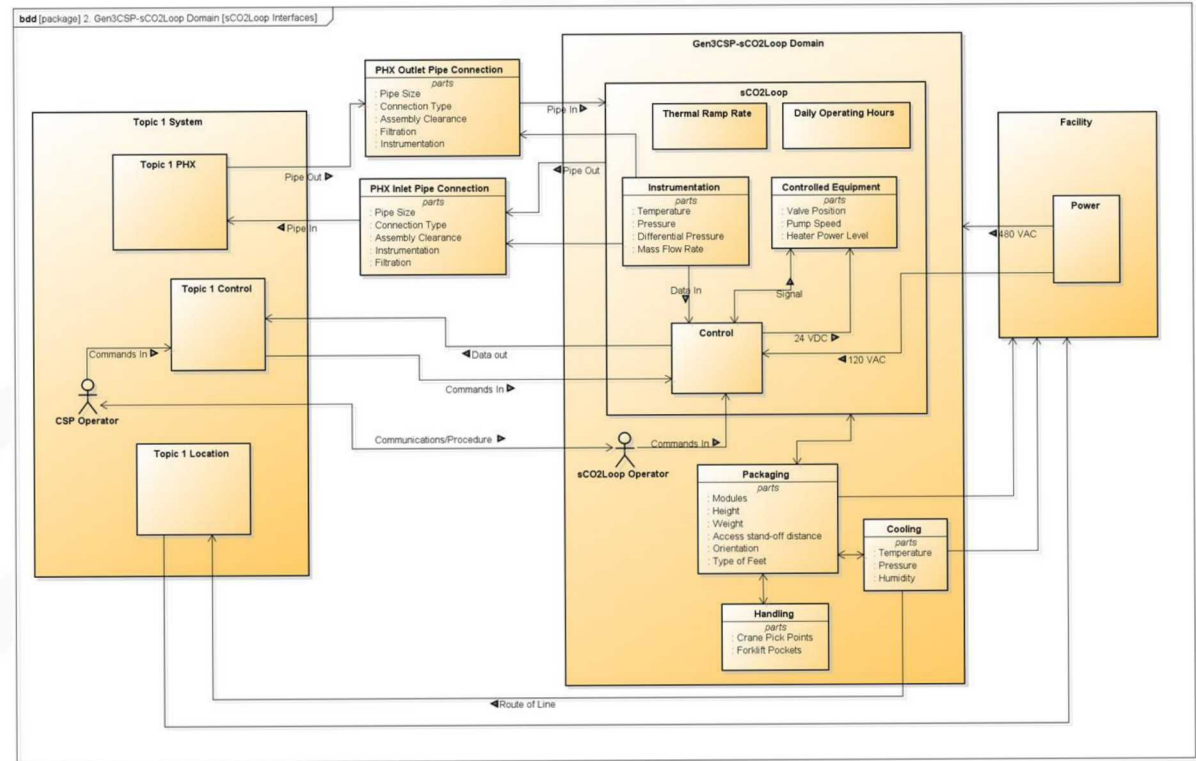 bdd [package] 2. Gen3CSP-sCO2Loop Domain [sCO2Loop Interfaces]
Topic 1 System
Topic 1 PHX
Pipe Out
Pipe In
Topic 1 Control
Commands In
CSP Operator
Topic 1 Location
PHX Outlet Pipe Connection
parts
: Pipe Size
: Connection Type
: Assembly Clearance
: Filtration
: Instrumentation
PHX Inlet Pipe Connection
parts
: Pipe Size
: Connection Type
: Assembly Clearance
: Instrumentation
: Filtration
Pipe In
Pipe Out
Data out
Commands In
Communications/Procedure
Route of Line
Gen3CSP-sCO2Loop Domain
sCO2Loop
Thermal Ramp Rate
Daily Operating Hours
Instrumentation
parts
: Temperature
: Pressure
: Differential Pressure
: Mass Flow Rate
Controlled Equipment
parts
: Valve Position
: Pump Speed
: Heater Power Level
Data In
Signal
Control
24 VDC
120 VAC
sCO2Loop Operator
Commands In
Packaging
parts
: Modules
: Height
: Weight
: Access stand-off distance
: Orientation
: Type of Feet
Cooling
parts
: Temperature
: Pressure
: Humidity
Handling
parts
: Crane Pick Points
: Forklift Pockets
Facility
Power
480 VAC